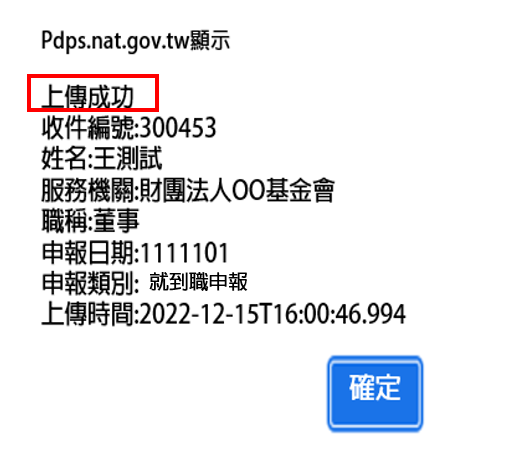 Pdps.nat.gov.tw顯示
上傳成功
收件編號:300453
姓名:王測試
服務機關:財團法人OO基金會
職稱:董事
申報日期:1111101
申報類別: 就到職申報
上傳時間:2022-12-15T16:00:46.994
確定